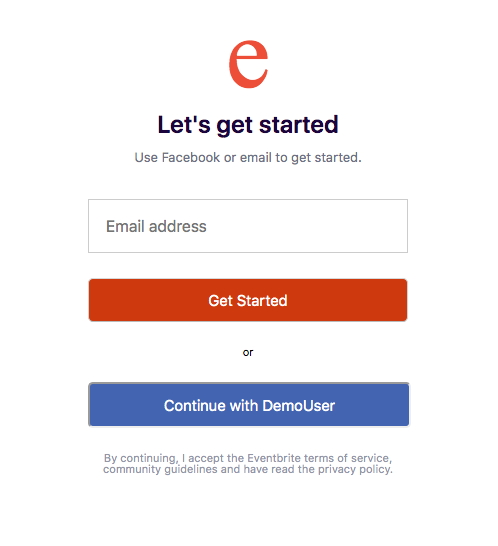 e
Let's get started
Use Facebook or email to get started.
Email address
Get Started
or
Continue with DemoUser
By continuing, I accept the Eventbrite terms of service,
community guidelines and have read the privacy policy.